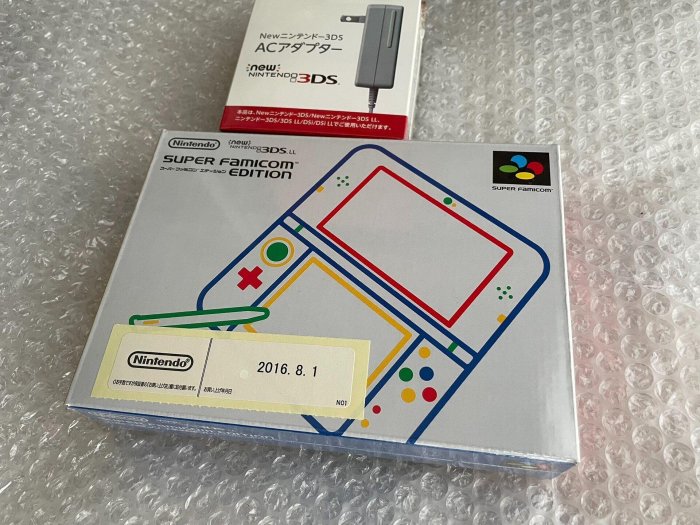 Newニンテンドー3DS
ACアダプター
new
NINTENDO3DS
本品は、Newニンテンドー3DS/Newニンテンドー3DS LL、
ニンテンドー3DS/3DS LL/DSi/DSi LLでご使用いただけます。
Nintendo
new
NINTENDO3DS LL
SUPER FAMICOM
スーパーファミコン エディション EDITION
SUPER FAMICOM
Nintendo
2016. 8. 1
お買い上げ年月日
NO1